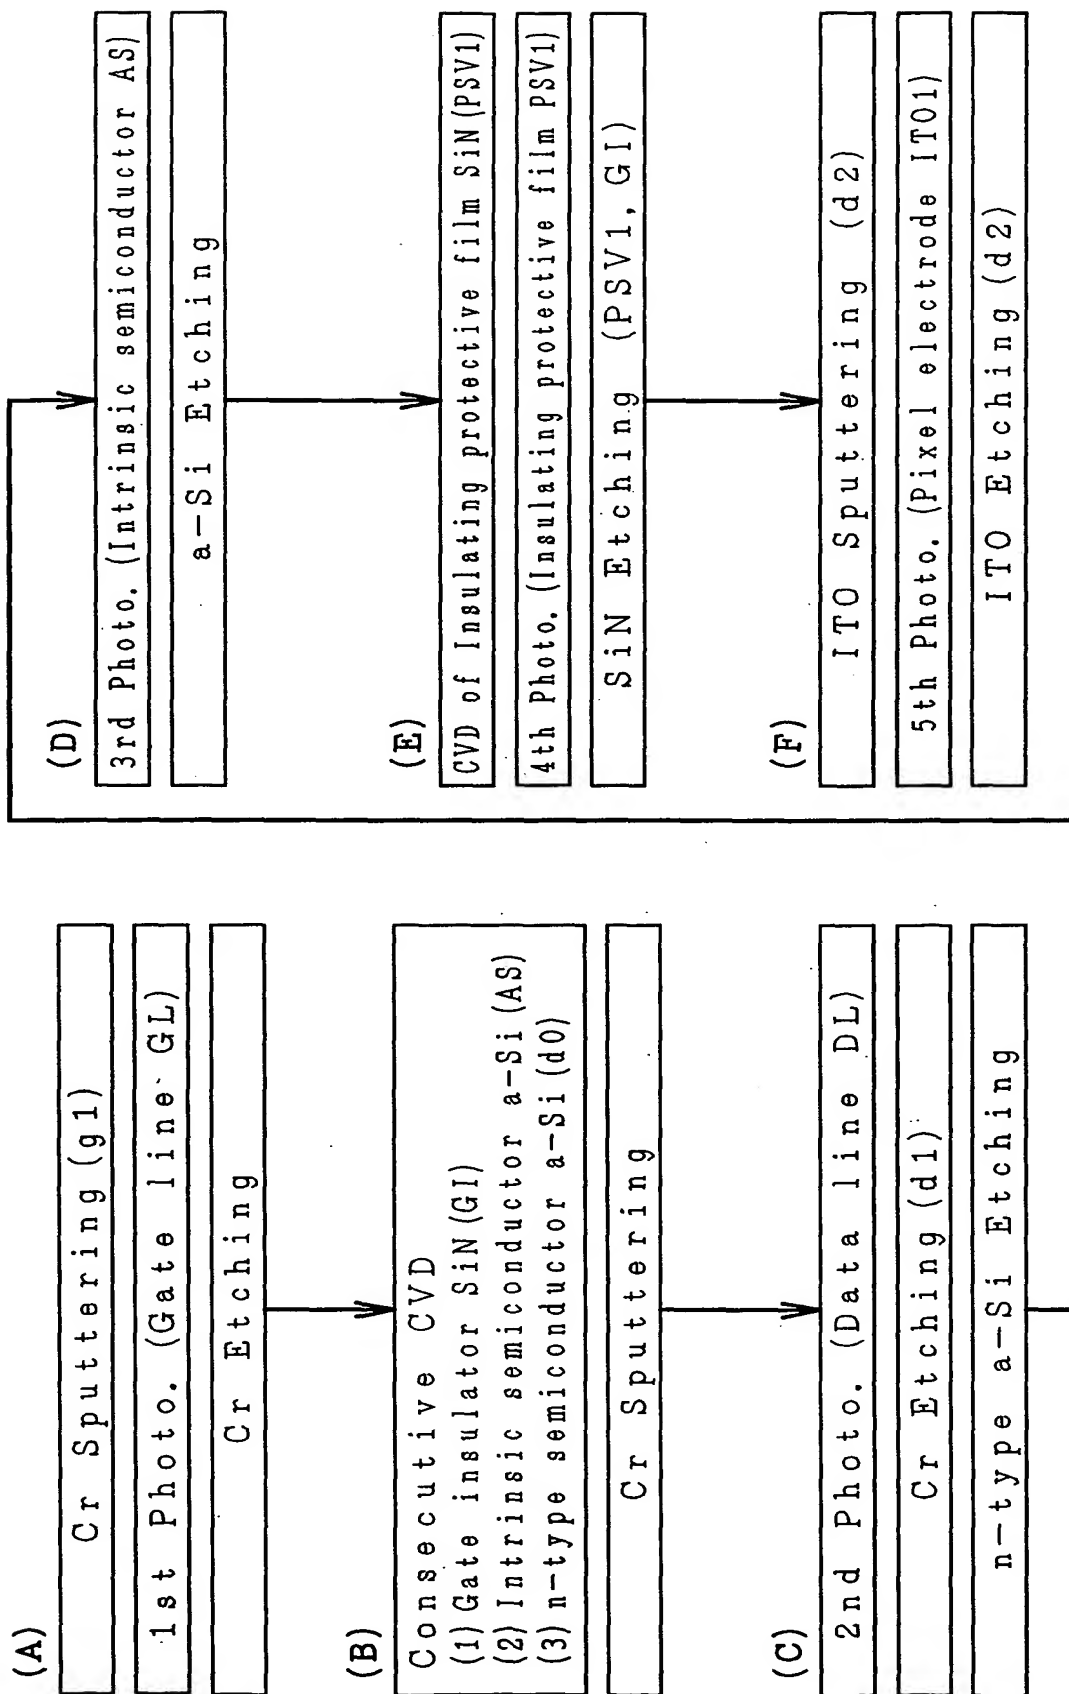 (A)
Cr Sputtering (g1)
1st Photo. (Gate line GL)
Cr Etching
(B)
Consecutive CVD
(1) Gate insulator SiN (GI)
(2) Intrinsic semiconductor a-Si (AS)
(3) n-type semiconductor a-Si (d0)
Cr Sputtering
(C)
2nd Photo. (Data line DL)
Cr Etching (d1)
n-type a-Si Etching
(D)
3rd Photo. (Intrinsic semiconductor AS)
a-Si Etching
(E)
CVD of Insulating protective film SiN (PSV1)
4th Photo. (Insulating protective film PSV1)
SiN Etching (PSV1, GI)
(F)
ITO Sputtering (d2)
5th Photo. (Pixel electrode ITO1)
ITO Etching (d2)